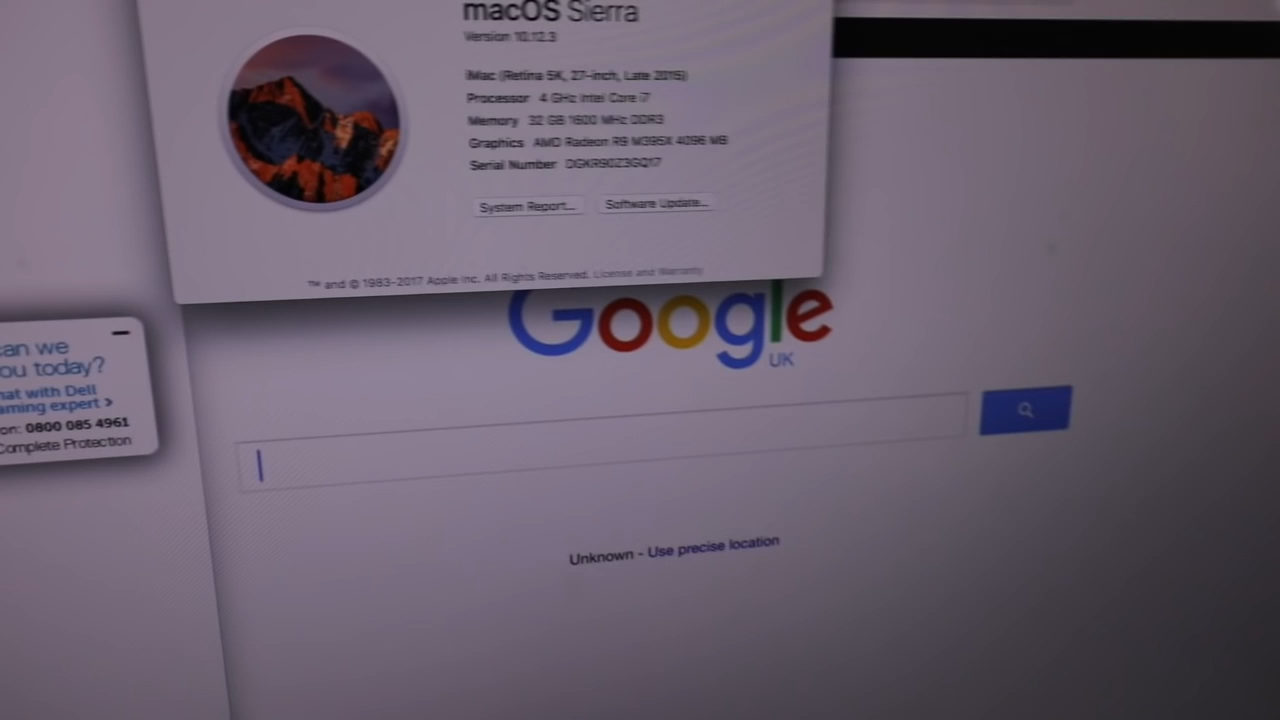 macOS Sierra
Version 10.12.3
iMac (Retina 5K, 27-inch, Late 2015)
Processor 4 GHz Intel Core i7
Memory 32 GB 1600 MHz DDR3
Graphics AMD Radeon R9 M395X 4096 MB
Serial Number
System Report...
Software Update...
™ and © 1983-2017 Apple Inc. All Rights Reserved. License and Warranty
Google
UK
can we
ou today?
hat with Dell
aming expert >
on: 0800 085 4961
Complete Protection
Unknown - Use precise location